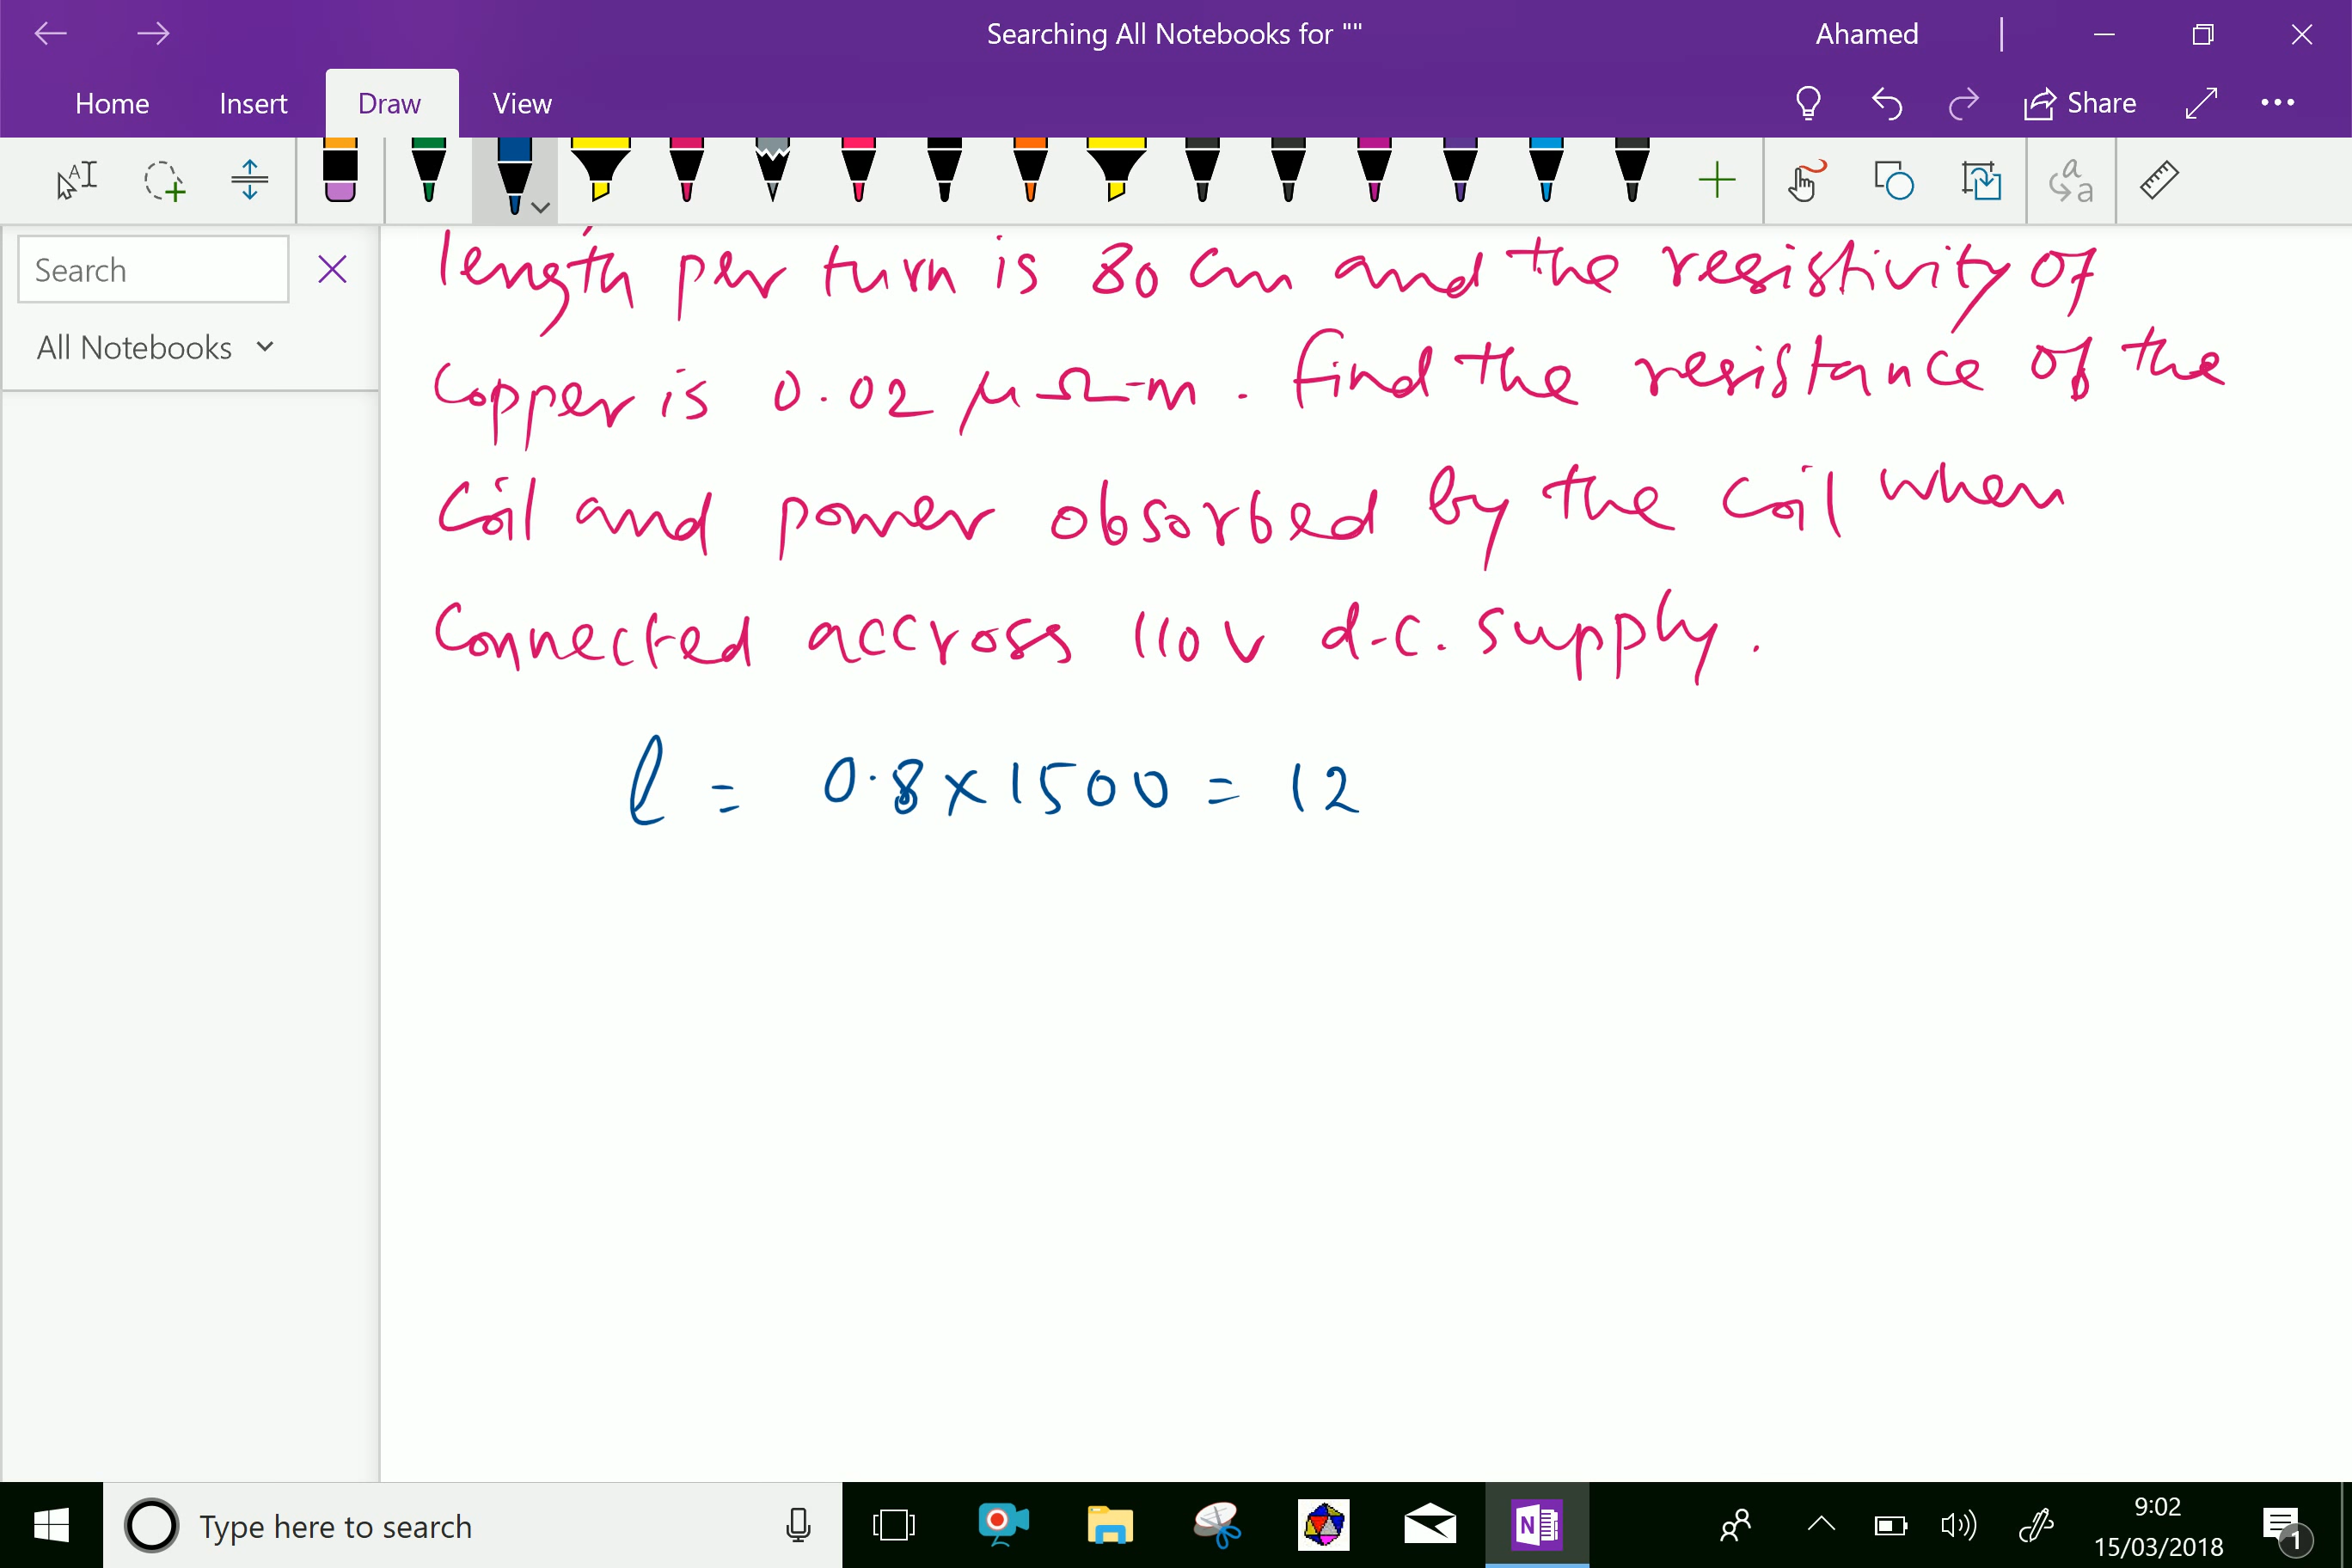 Searching All Notebooks for ""
Ahamed
Home Insert Draw View
Share
Search
All Notebooks
length per turn is 80 cm and the resistivity of
Copper is 0.02 μΩ-m. find the resistance of the
Coil and power obsorbed by the coil when
Connected accross 110 V d-c. supply.
l = 0.8×1500 = 12
Type here to search
9:02
15/03/2018
1